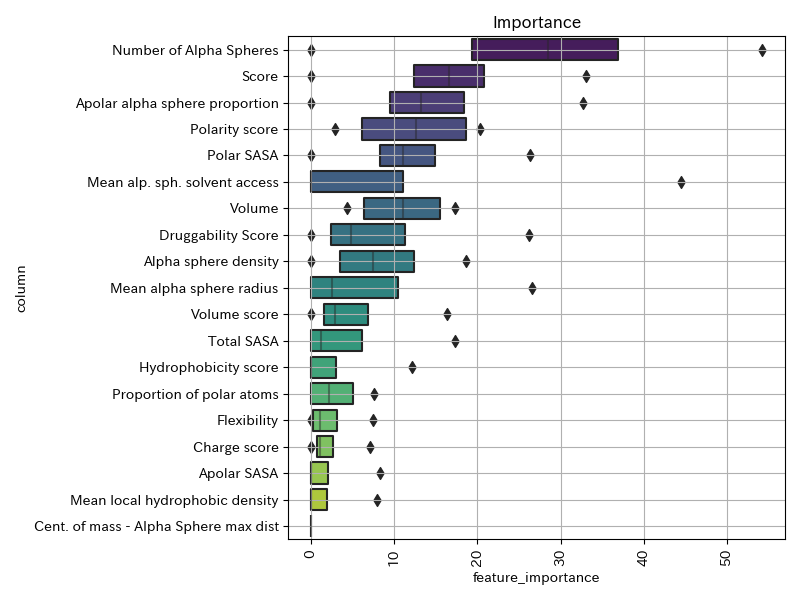 Importance
Number of Alpha Spheres
Score
Apolar alpha sphere proportion
Polarity score
Polar SASA
Mean alp. sph. solvent access
Volume
Druggability Score
Alpha sphere density
Mean alpha sphere radius
Volume score
Total SASA
Hydrophobicity score
Proportion of polar atoms
Flexibility
Charge score
Apolar SASA
Mean local hydrophobic density
Cent. of mass - Alpha Sphere max dist
column
0 10 20 30 40 50
feature_importance